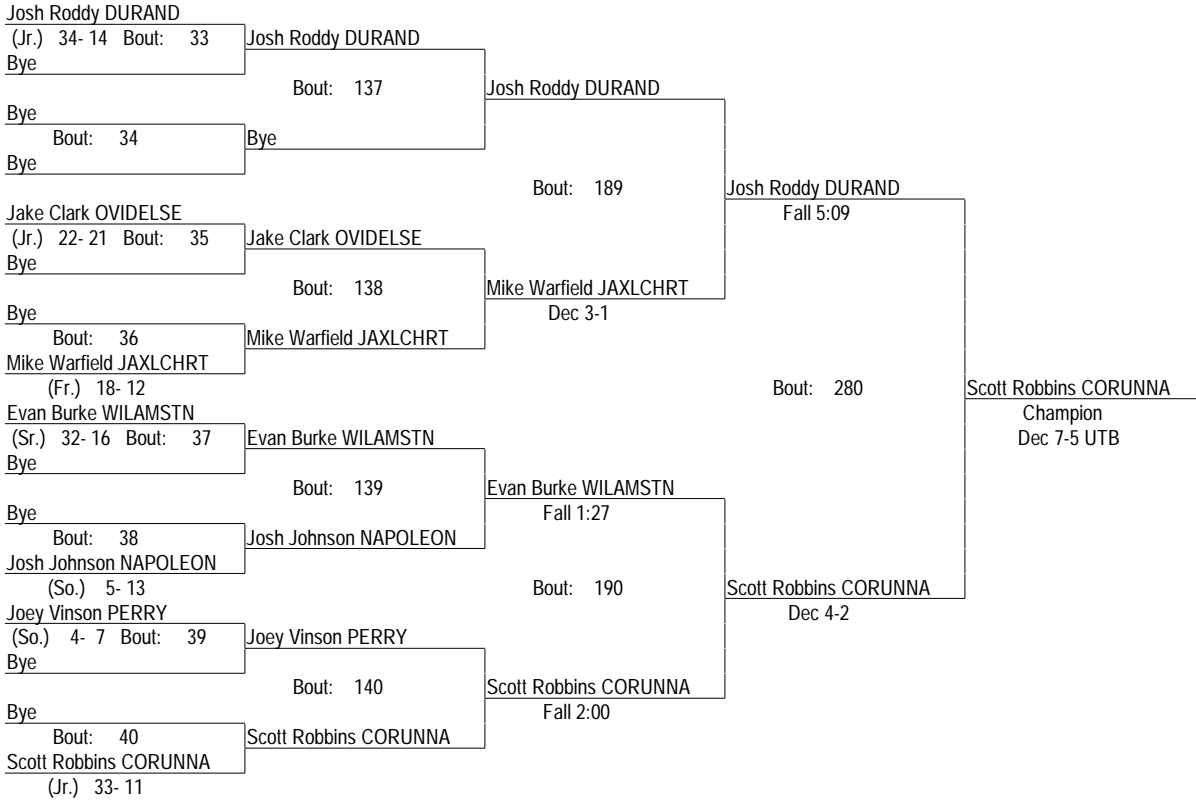 Josh Roddy DURAND
(Jr.) 34- 14 Bout: 33 Josh Roddy DURAND
Bye
Bout: 137 Josh Roddy DURAND
Bye
Bout: 34 Bye
Bye
Bout: 189 Josh Roddy DURAND
Jake Clark OVIDELSE Fall 5:09
(Jr.) 22- 21 Bout: 35 Jake Clark OVIDELSE
Bye
Bout: 138 Mike Warfield JAXLCHRT
Bye Dec 3-1
Bout: 36 Mike Warfield JAXLCHRT
Mike Warfield JAXLCHRT
(Fr.) 18- 12 Bout: 280 Scott Robbins CORUNNA
Evan Burke WILAMSTN Champion
(Sr.) 32- 16 Bout: 37 Evan Burke WILAMSTN Dec 7-5 UTB
Bye
Bout: 139 Evan Burke WILAMSTN
Bye Fall 1:27
Bout: 38 Josh Johnson NAPOLEON
Josh Johnson NAPOLEON
(So.) 5- 13 Bout: 190 Scott Robbins CORUNNA
Joey Vinson PERRY Dec 4-2
(So.) 4- 7 Bout: 39 Joey Vinson PERRY
Bye
Bout: 140 Scott Robbins CORUNNA
Bye Fall 2:00
Bout: 40 Scott Robbins CORUNNA
Scott Robbins CORUNNA
(Jr.) 33- 11